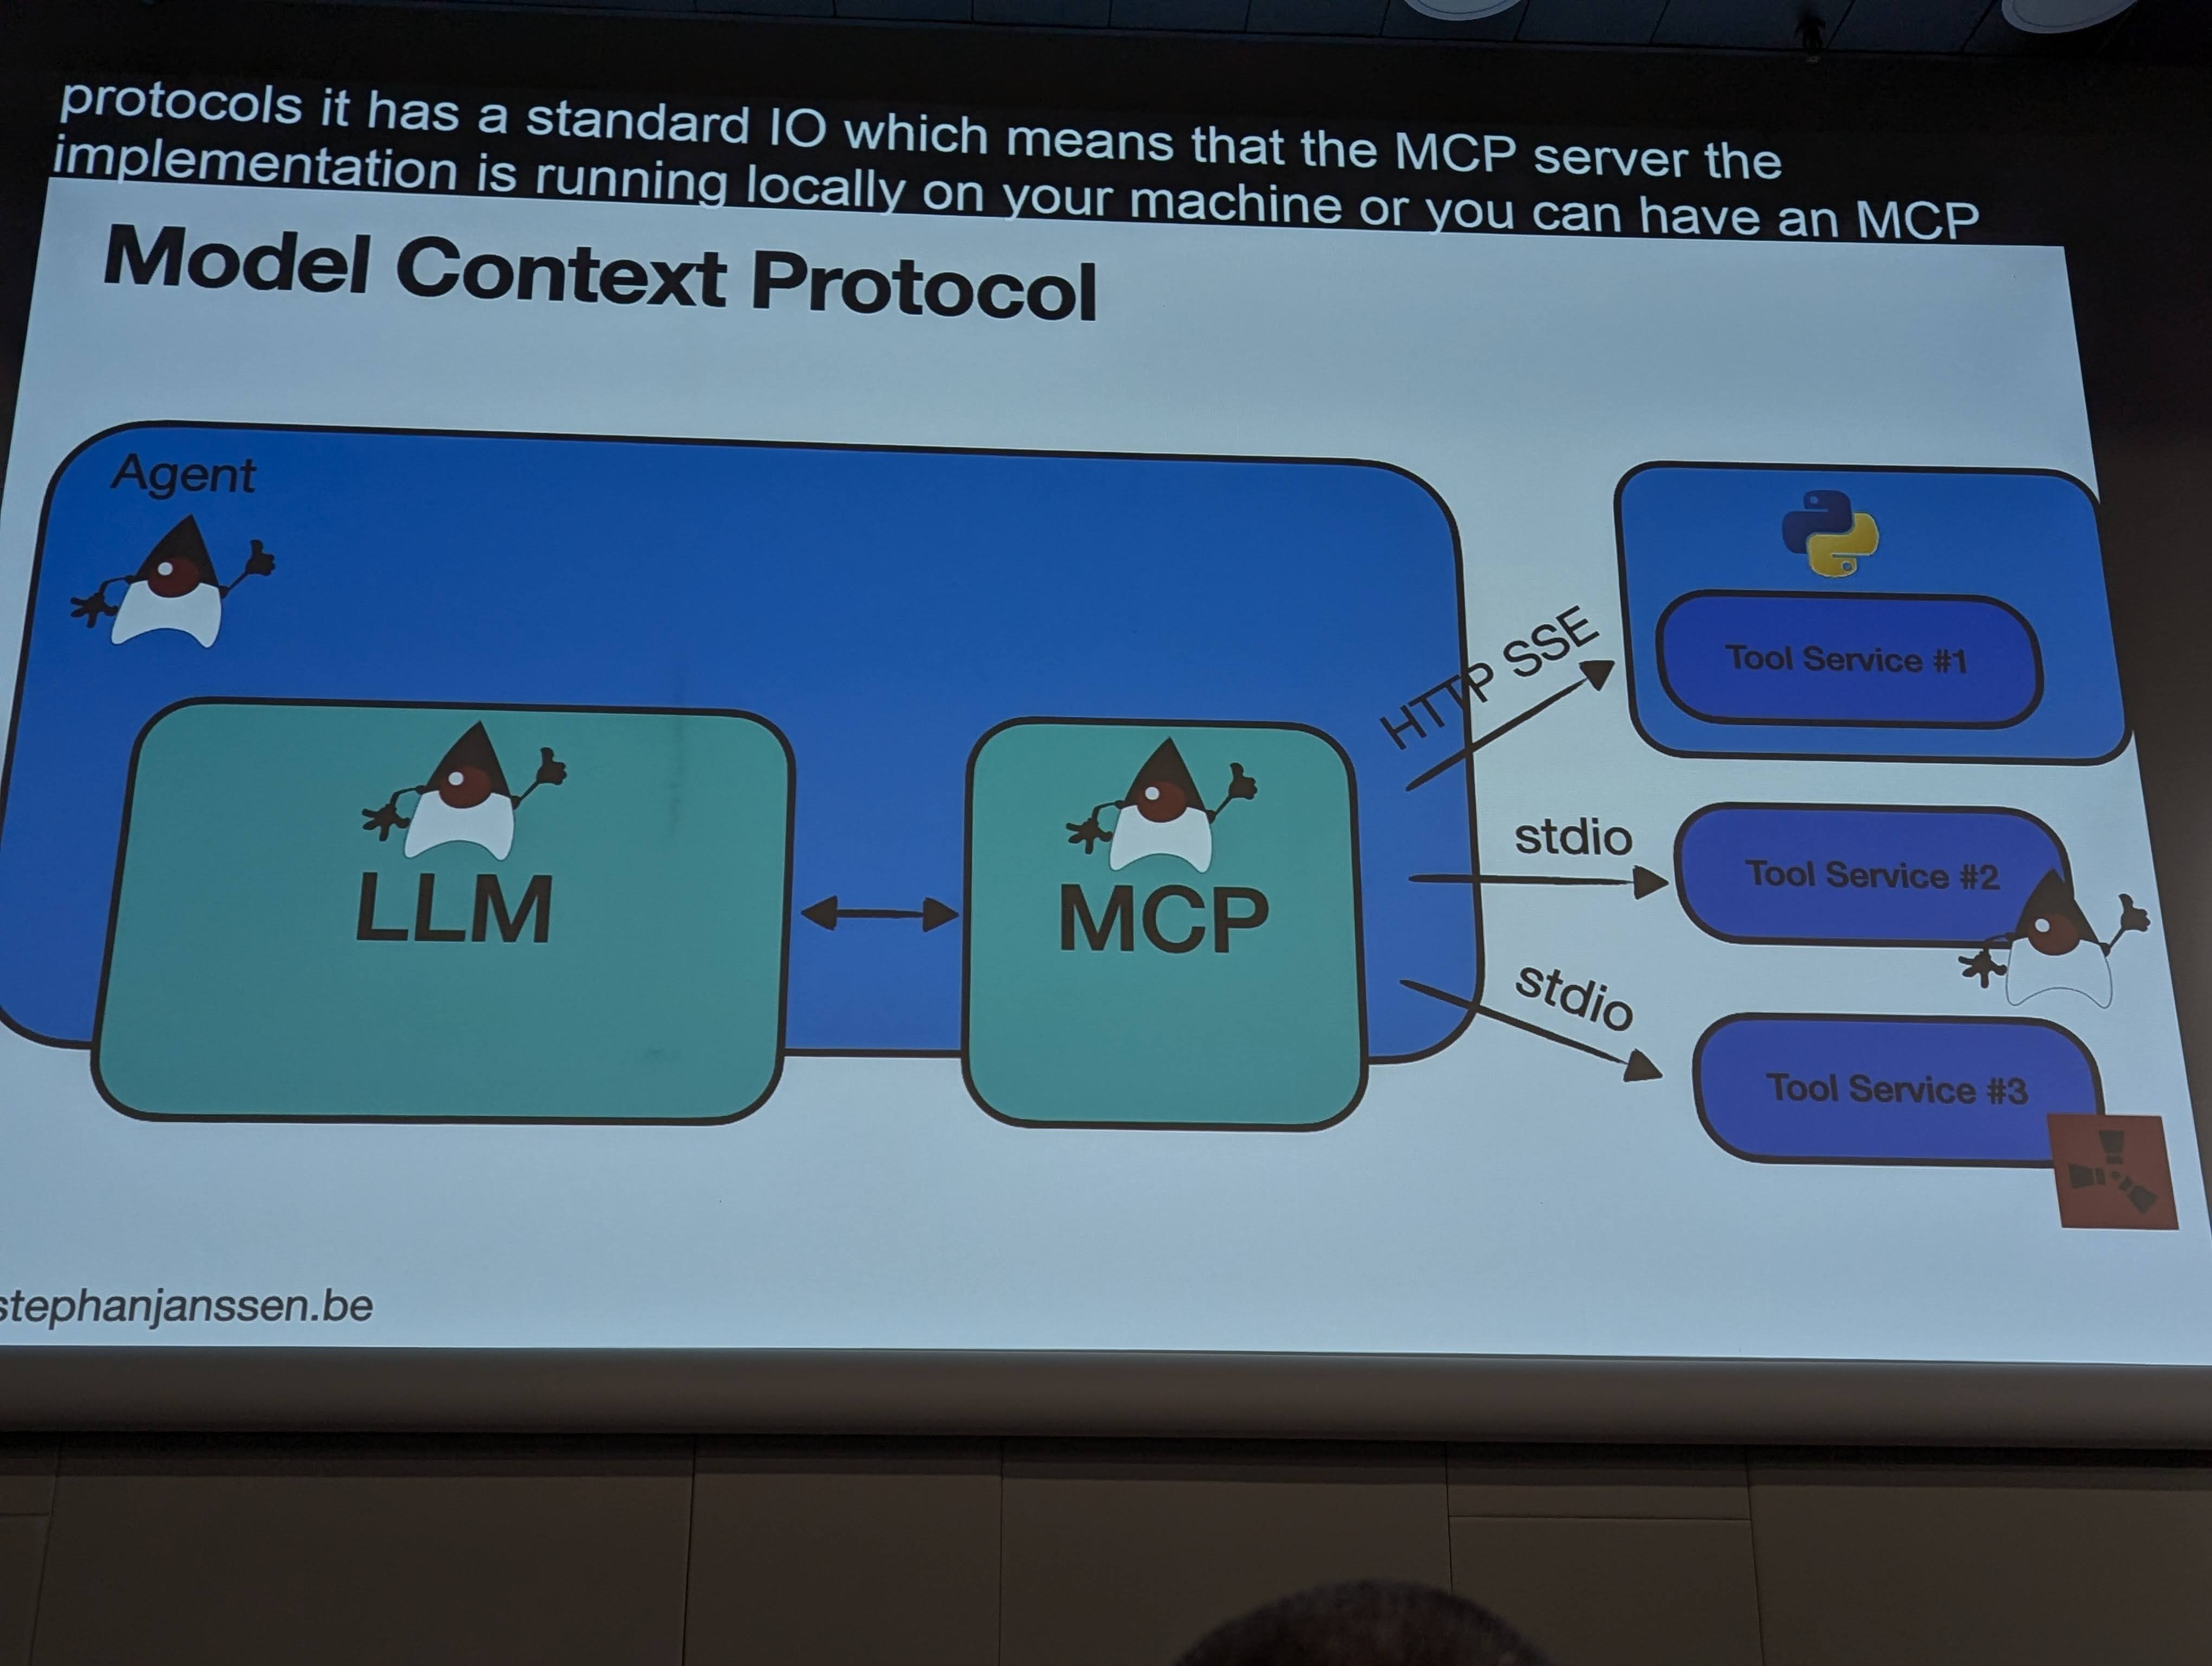 protocols it has a standard IO which means that the MCP server the
implementation is running locally on your machine or you can have an MCP
Model Context Protocol
Agent
LLM
MCP
HTTP SSE
Tool Service #1
stdio
Tool Service #2
stdio
Tool Service #3
stephanjanssen.be